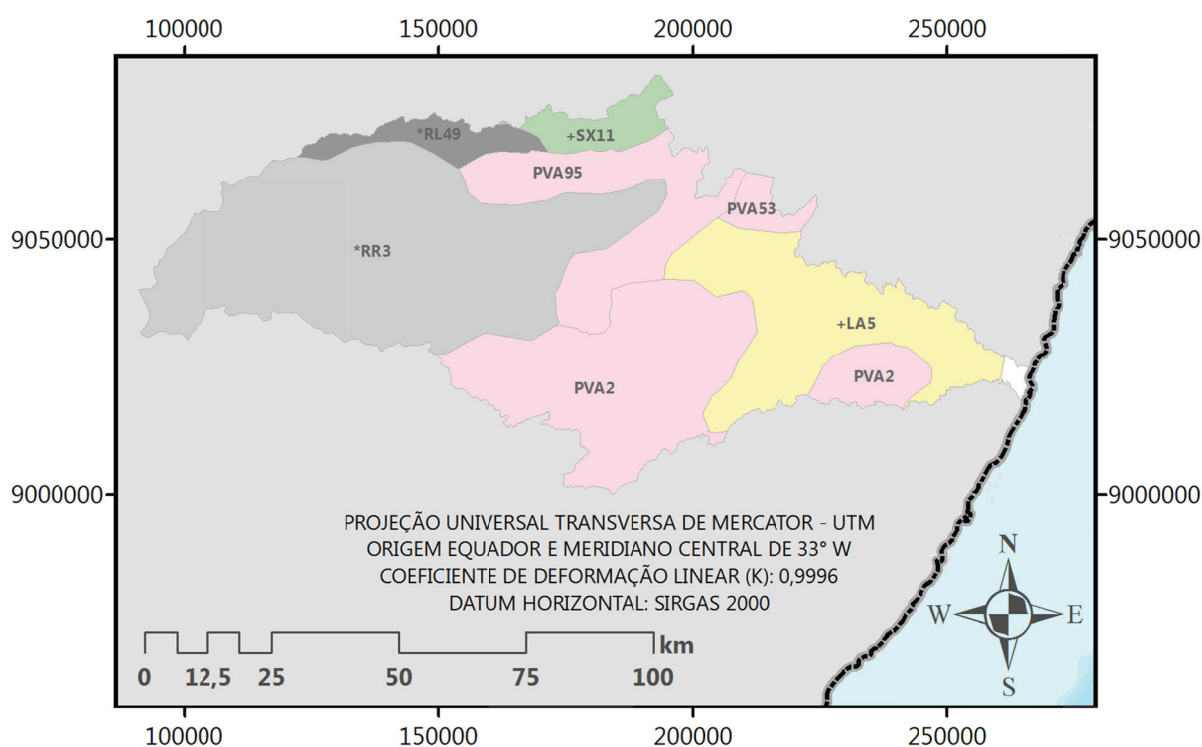 100000 150000 200000 250000
*RL49 +SX11
PVA95
PVA53
9050000 *RR3 9050000
+LA5
PVA2 PVA2
9000000 9000000
PROJEÇÃO UNIVERSAL TRANSVERSA DE MERCATOR - UTM
ORIGEM EQUADOR E MERIDIANO CENTRAL DE 33° W
COEFICIENTE DE DEFORMAÇÃO LINEAR (K): 0,9996
DATUM HORIZONTAL: SIRGAS 2000
N
W E
S
km
0 12,5 25 50 75 100
100000 150000 200000 250000